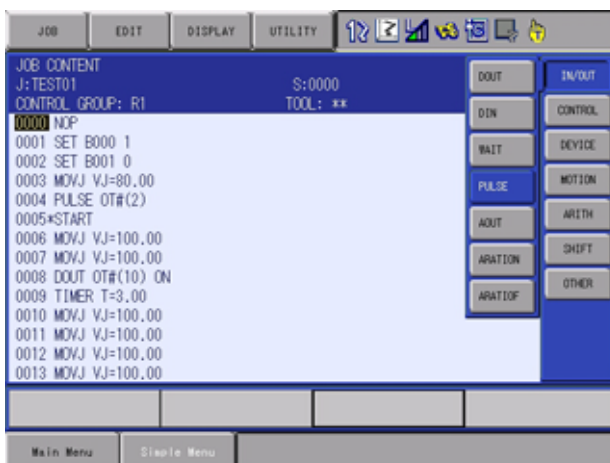 JOB EDIT DISPLAY UTILITY
JOB CONTENT
J:TEST01 S:0000
CONTROL GROUP: R1 TOOL: **
0000 NOP
0001 SET B000 1
0002 SET B001 0
0003 MOVJ VJ=80.00
0004 PULSE OT#(2)
0005*START
0006 MOVJ VJ=100.00
0007 MOVJ VJ=100.00
0008 DOUT OT#(10) ON
0009 TIMER T=3.00
0010 MOVJ VJ=100.00
0011 MOVJ VJ=100.00
0012 MOVJ VJ=100.00
0013 MOVJ VJ=100.00
DOUT
DIN
WAIT
PULSE
AOUT
ARATION
ARATIOF
IN/OUT
CONTROL
DEVICE
MOTION
ARITH
SHIFT
OTHER
Main Menu Simple Menu